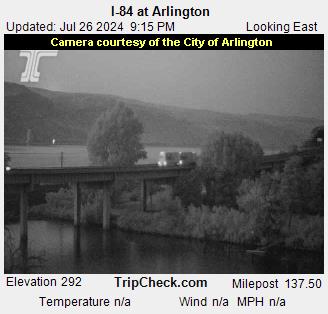 I-84 at Arlington
Updated: Jul 26 2024 9:15 PM Looking East
Camera courtesy of the City of Arlington
Elevation 292 TripCheck.com Milepost 137.50
Temperature n/a Wind n/a MPH n/a